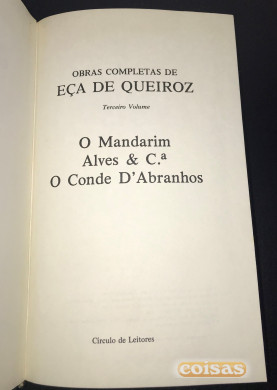 OBRAS COMPLETAS DE
EÇA DE QUEIROZ
Terceiro Volume
O Mandarim
Alves & C.ª
O Conde D'Abranhos
Círculo de Leitores
coisas